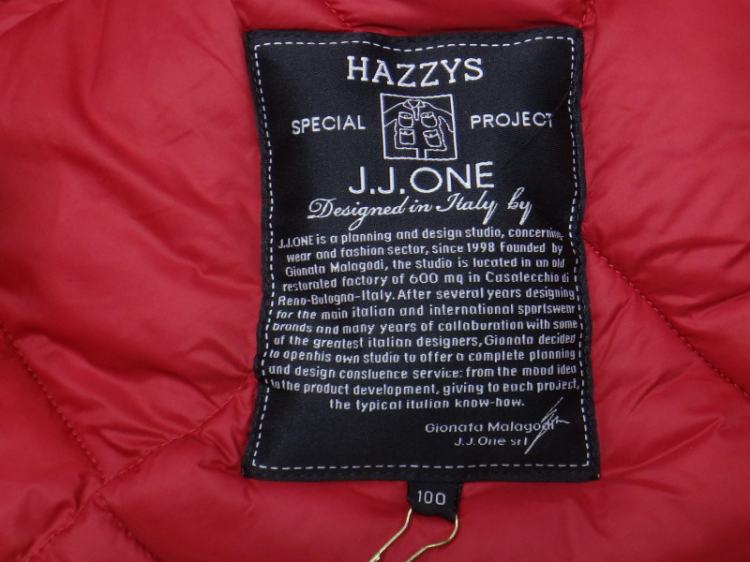 HAZZYS
SPECIAL PROJECT
J.J.ONE
Designed in Italy by
J.J.ONE is a planning and design studio, concerning
wear and fashion sector, since 1998 Founded by
Gionata Malagodi, the studio is located in an old
restorated factory of 600 mq in Casalecchio di
Reno-Bulogna-Italy. After several years designing
for the main italian and international sportswear
brands and many years of collaboration with some
of the greatest italian designers, Gionata decided
to openhis own studio to offer a complete planning
and design consluence service: from the mood idea
to the product development, giving to each project,
the typical italian know-how.
Gionata Malagodi
J.J.One srl
100